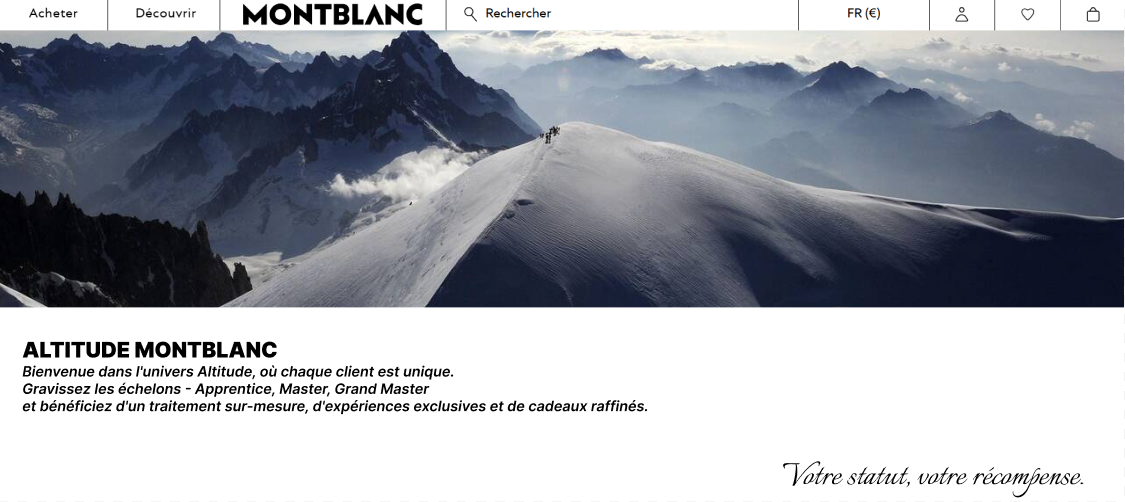 Acheter
Découvrir
MONTBLANC
Rechercher
FR (€)
ALTITUDE MONTBLANC
Bienvenue dans l'univers Altitude, où chaque client est unique.
Gravissez les échelons - Apprentice, Master, Grand Master
et bénéficiez d'un traitement sur-mesure, d'expériences exclusives et de cadeaux raffinés.
Votre statut, votre récompense.